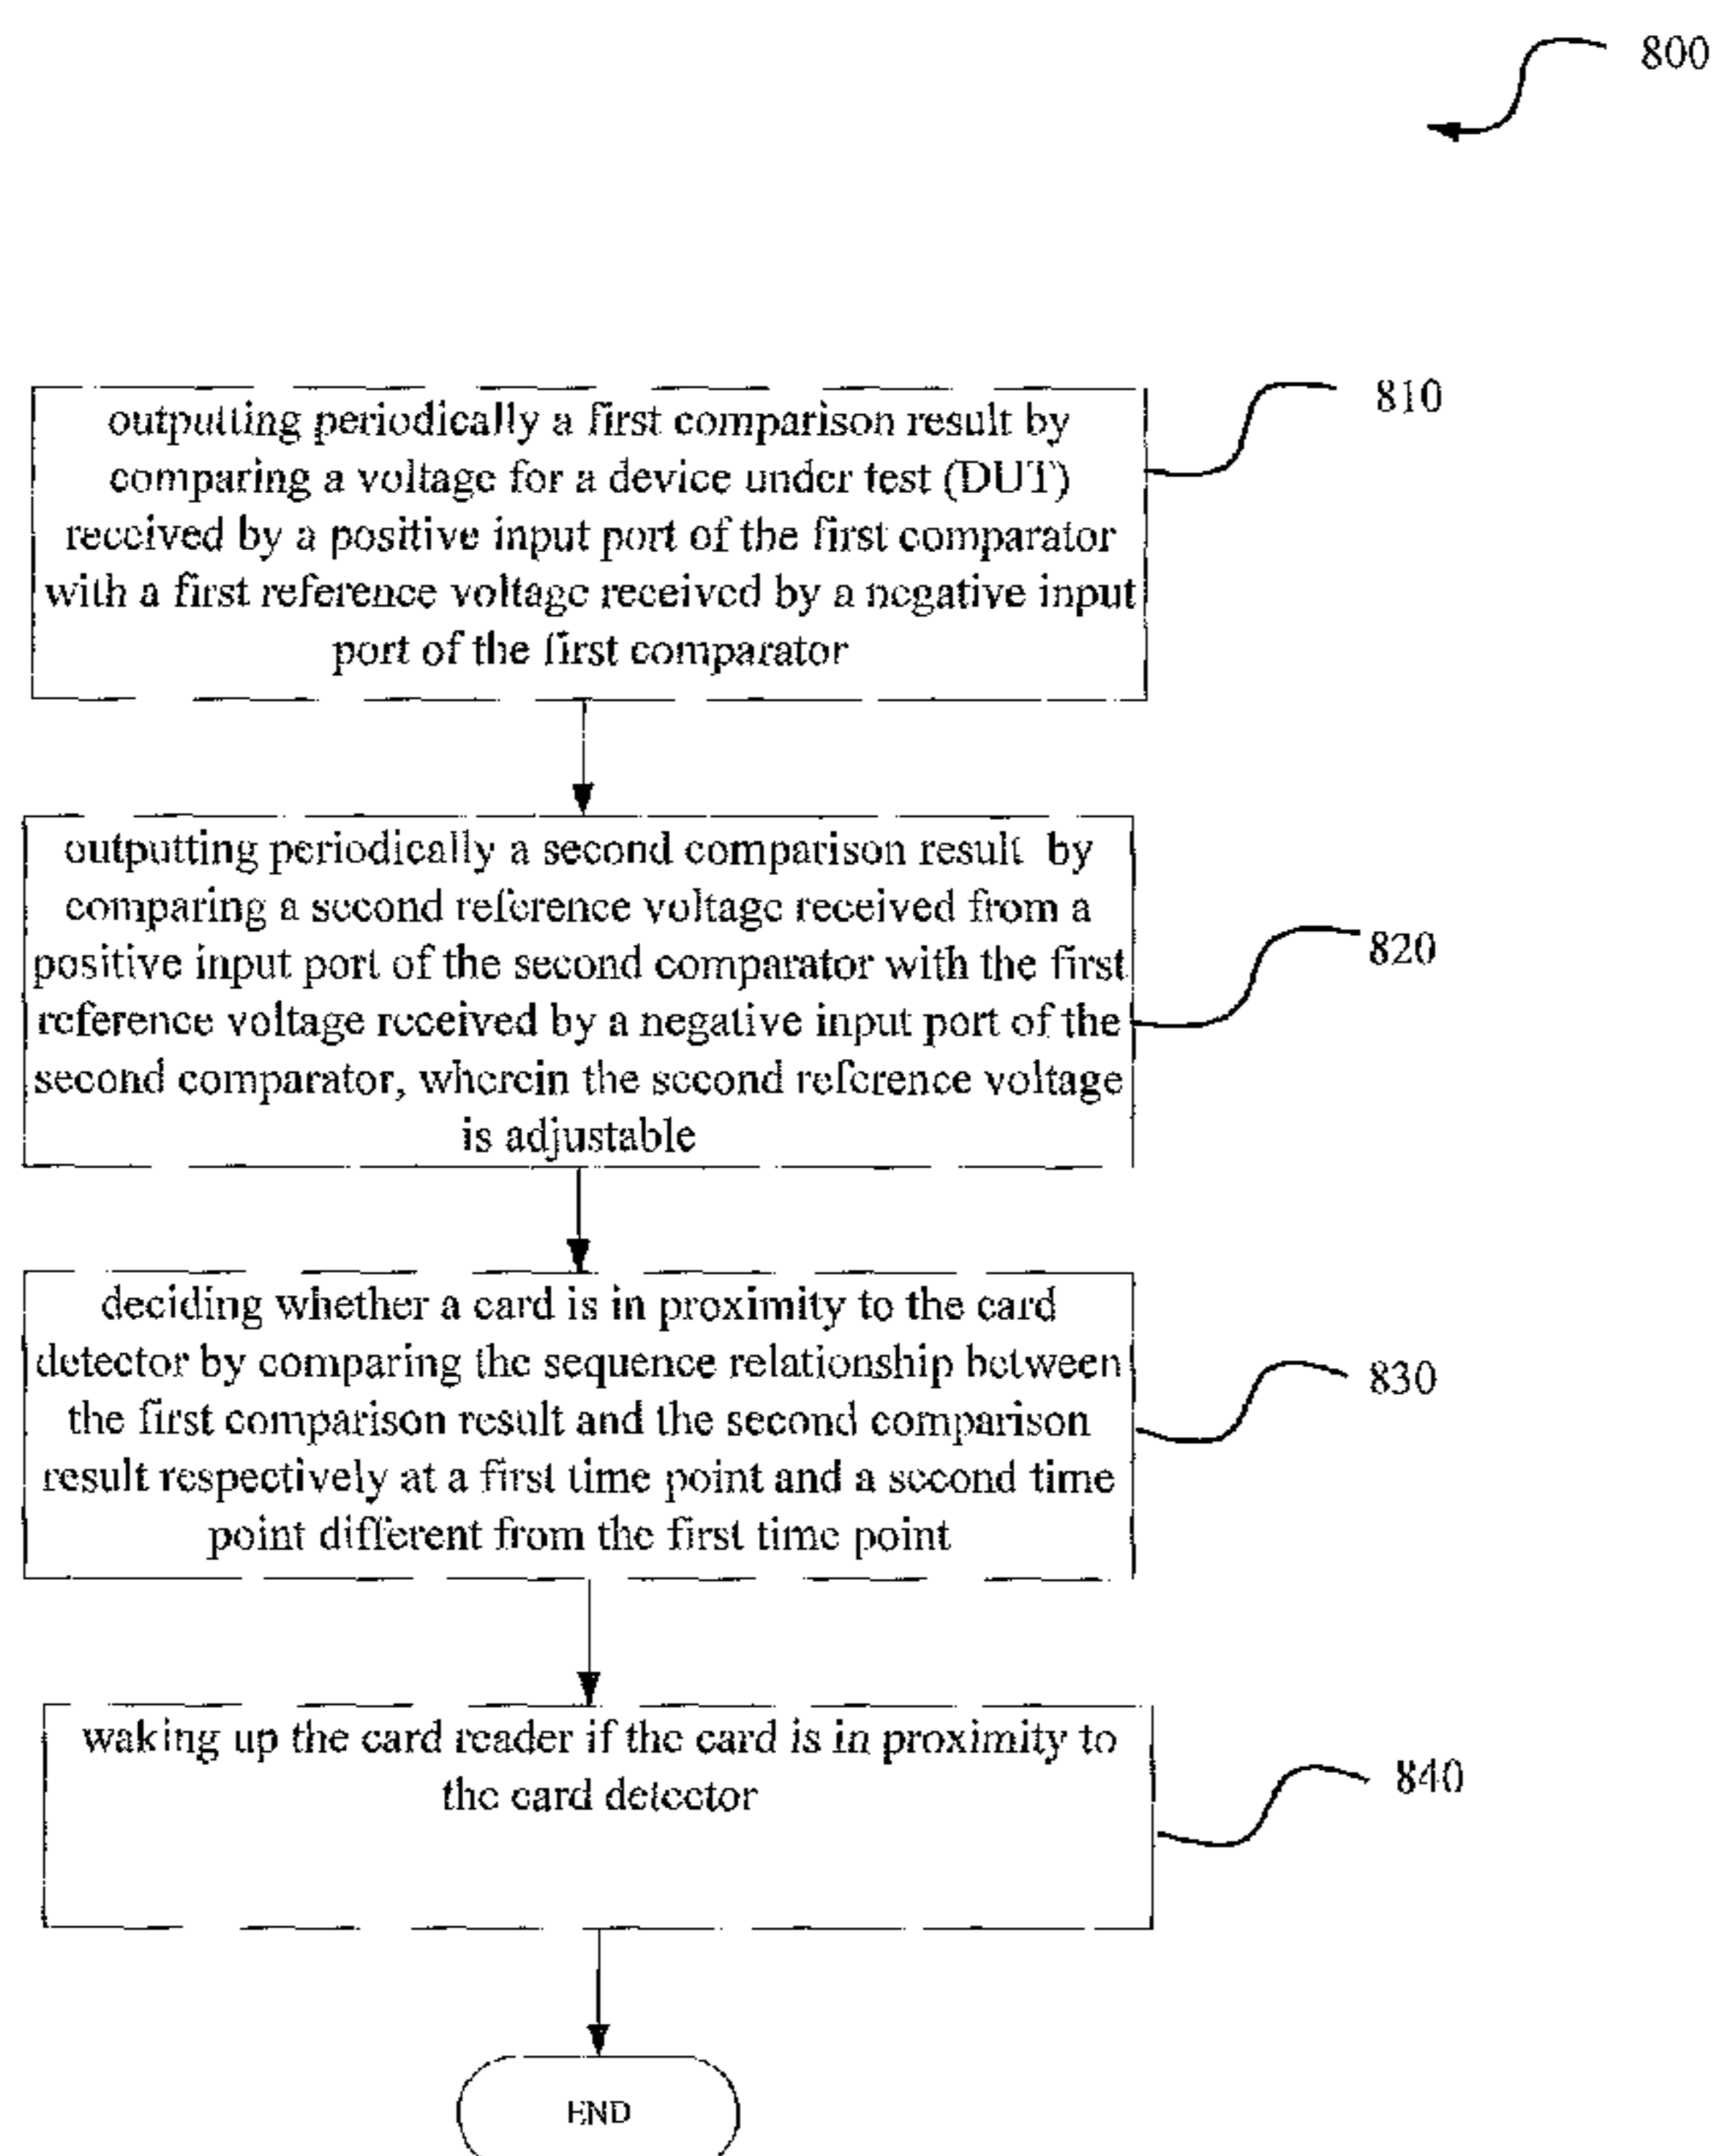 800
810
outputting periodically a first comparison result by
comparing a voltage for a device under test (DUT)
received by a positive input port of the first comparator
with a first reference voltage received by a negative input
port of the first comparator
outputting periodically a second comparison result by
comparing a second reference voltage received from a
positive input port of the second comparator with the first
820
reference voltage received by a negative input port of the
second comparator, wherein the second reference voltage
is adjustable
deciding whether a card is in proximity to the card
detector by comparing the sequence relationship between
830
the first comparison result and the second comparison
result respectively at a first time point and a second time
point different from the first time point
waking up the card reader if the card is in proximity to
the card detector
840
END